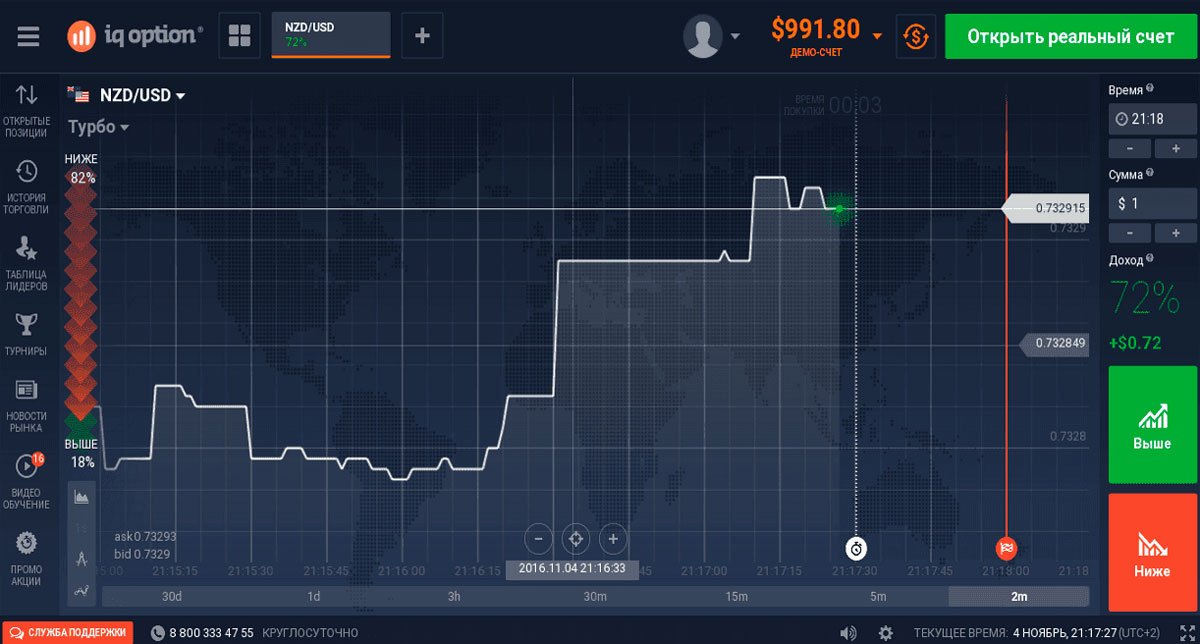 iq option®
NZD/USD
72%
$991.80
ДЕМО-СЧЕТ
Открыть реальный счет
ОТКРЫТЫЕ
ПОЗИЦИИ
ИСТОРИЯ
ТОРГОВЛИ
ТАБЛИЦА
ЛИДЕРОВ
ТУРНИРЫ
НОВОСТИ
РЫНКА
16
ВИДЕО
ОБУЧЕНИЕ
ПРОМО
АКЦИИ
NZD/USD
Турбо
НИЖЕ
82%
ВЫШЕ
18%
ВРЕМЯ
ПОКУПКИ
00:03
0.732915
0.7329
0.732849
0.7328
ask 0.73293
bid 0.7329
21:15:15
21:15:30
21:15:45
21:16:00
21:16:15
2016.11.04 21:16:33
21:17:00
21:17:15
21:17:30
21:17:45
21:18:00
21:18
30d
1d
3h
30m
15m
5m
2m
Время
21:18
-
+
Сумма
$ 1
-
+
Доход
72%
+$0.72
Выше
Ниже
СЛУЖБА ПОДДЕРЖКИ
8 800 333 47 55 КРУГЛОСУТОЧНО
ТЕКУЩЕЕ ВРЕМЯ: 4 НОЯБРЬ, 21:17:27 (UTC+2)